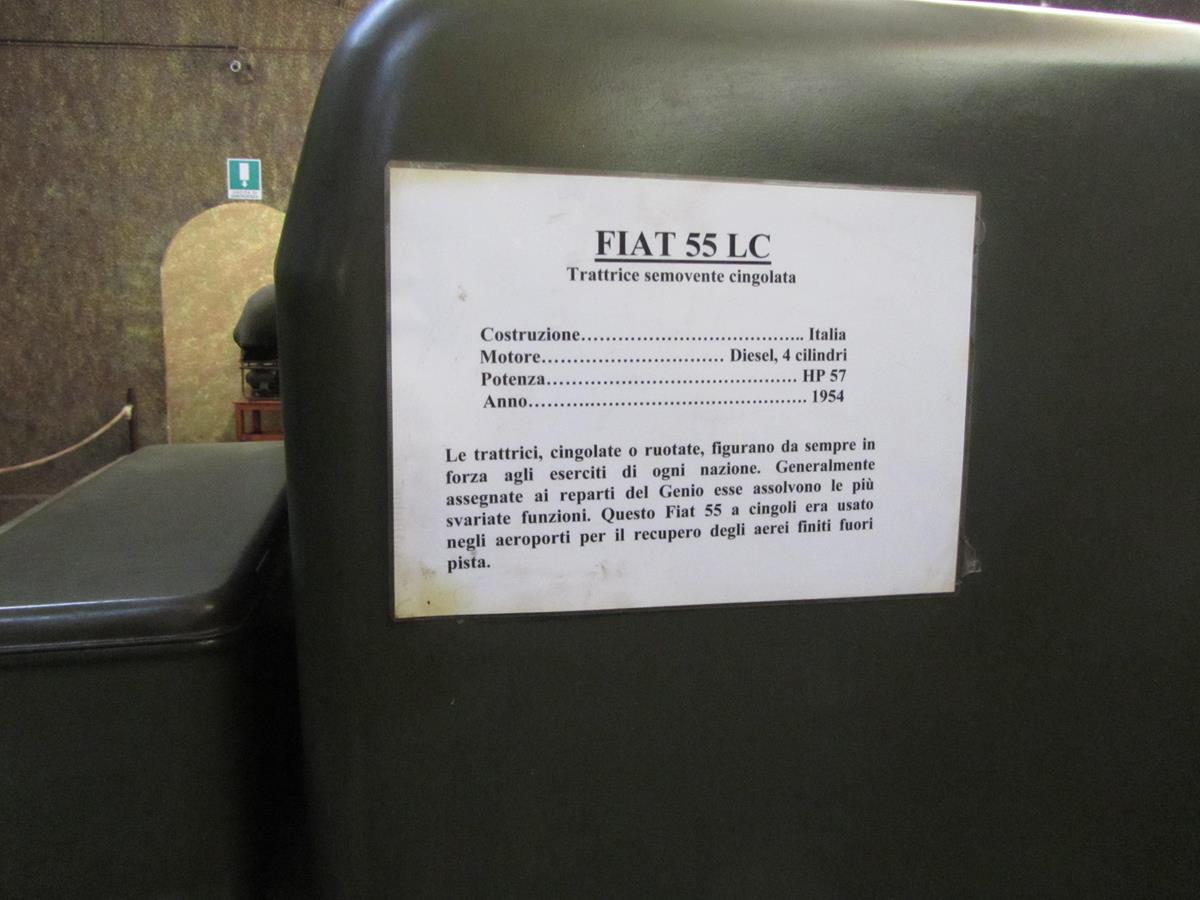 FIAT 55 LC
Trattrice semovente cingolata
Costruzione……………………………….. Italia
Motore………………………… Diesel, 4 cilindri
Potenza…………………………………… HP 57
Anno……………………………………… 1954
Le trattrici, cingolate o ruotate, figurano da sempre in
forza agli eserciti di ogni nazione. Generalmente
assegnate ai reparti del Genio esse assolvono le più
svariate funzioni. Questo Fiat 55 a cingoli era usato
negli aeroporti per il recupero degli aerei finiti fuori
pista.